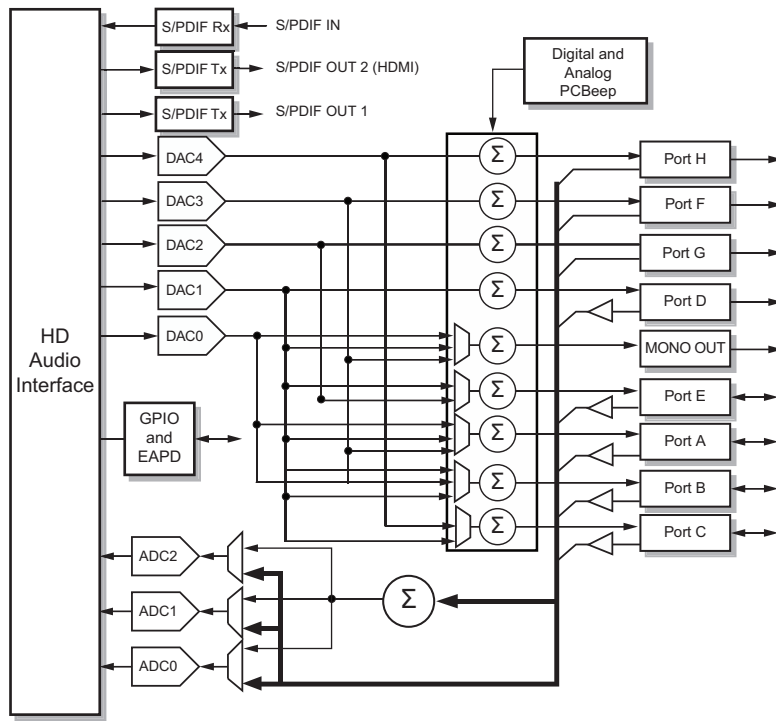 S/PDIF Rx
S/PDIF IN
S/PDIF Tx
S/PDIF OUT 2 (HDMI)
S/PDIF Tx
S/PDIF OUT 1
Digital and
Analog
PCBeep
DAC4
Σ
Port H
DAC3
Σ
Port F
DAC2
Σ
Port G
DAC1
Σ
Port D
DAC0
Σ
MONO OUT
HD
Audio
Interface
GPIO
and
EAPD
Σ
Port E
Σ
Port A
Σ
Port B
Σ
Port C
ADC2
ADC1
Σ
ADC0